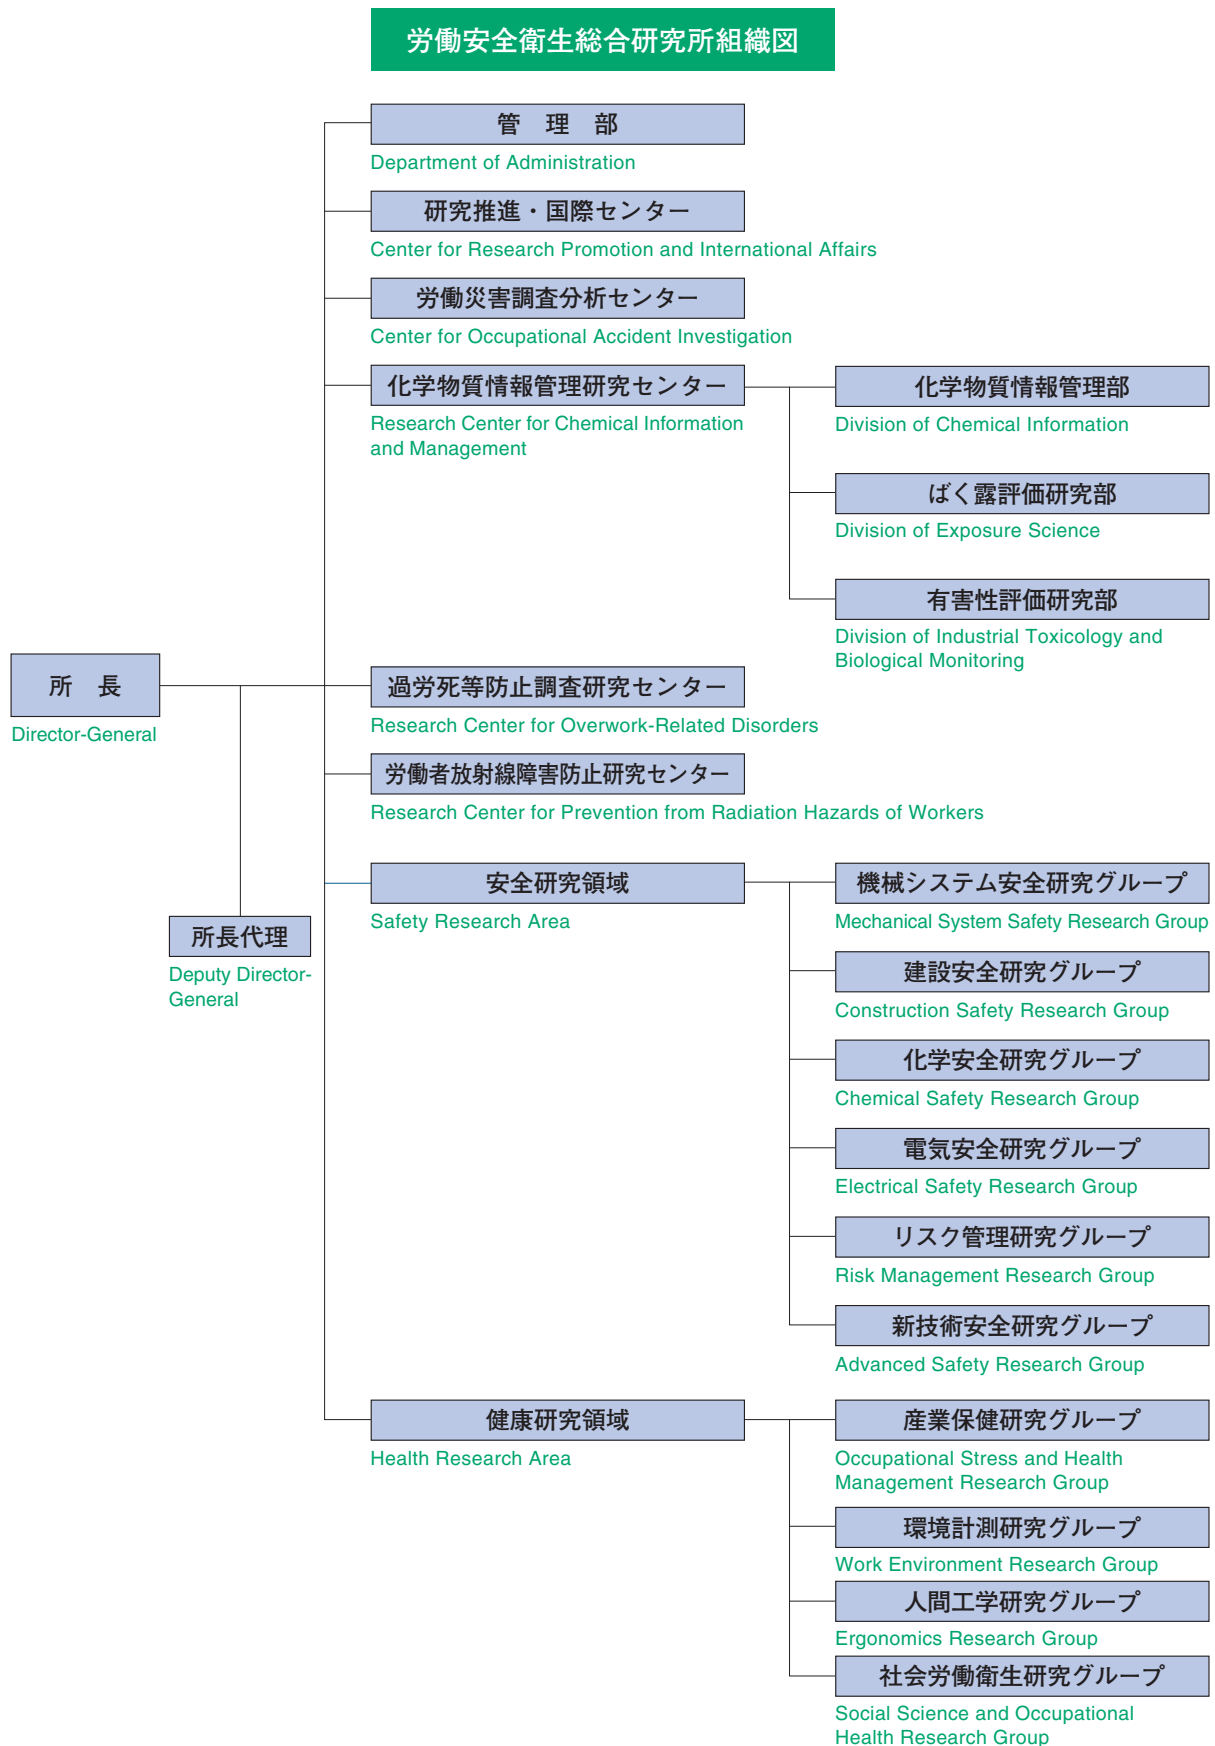 労働安全衛生総合研究所組織図
管　理　部
Department of Administration
研究推進・国際センター
Center for Research Promotion and International Affairs
労働災害調査分析センター
Center for Occupational Accident Investigation
化学物質情報管理研究センター
Research Center for Chemical Information
and Management
化学物質情報管理部
Division of Chemical Information
ばく露評価研究部
Division of Exposure Science
有害性評価研究部
Division of Industrial Toxicology and
Biological Monitoring
所　長
Director-General
過労死等防止調査研究センター
Research Center for Overwork-Related Disorders
労働者放射線障害防止研究センター
Research Center for Prevention from Radiation Hazards of Workers
所長代理
Deputy Director-
General
安全研究領域
Safety Research Area
機械システム安全研究グループ
Mechanical System Safety Research Group
建設安全研究グループ
Construction Safety Research Group
化学安全研究グループ
Chemical Safety Research Group
電気安全研究グループ
Electrical Safety Research Group
リスク管理研究グループ
Risk Management Research Group
新技術安全研究グループ
Advanced Safety Research Group
健康研究領域
Health Research Area
産業保健研究グループ
Occupational Stress and Health
Management Research Group
環境計測研究グループ
Work Environment Research Group
人間工学研究グループ
Ergonomics Research Group
社会労働衛生研究グループ
Social Science and Occupational
Health Research Group